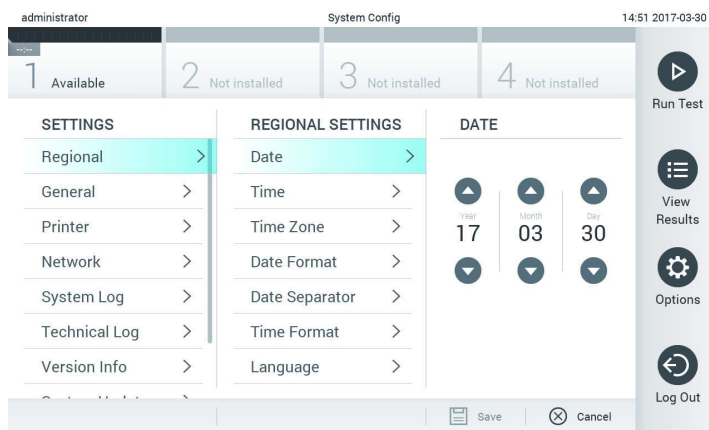 administrator
System Config
14:51 2017-03-30
--:--
1 Available
2 Not installed
3 Not installed
4 Not installed
SETTINGS
Regional
General
Printer
Network
System Log
Technical Log
Version Info
REGIONAL SETTINGS
Date
Time
Time Zone
Date Format
Date Separator
Time Format
Language
DATE
Year Month Day
17 03 30
Run Test
View
Results
Options
Log Out
Save
Cancel